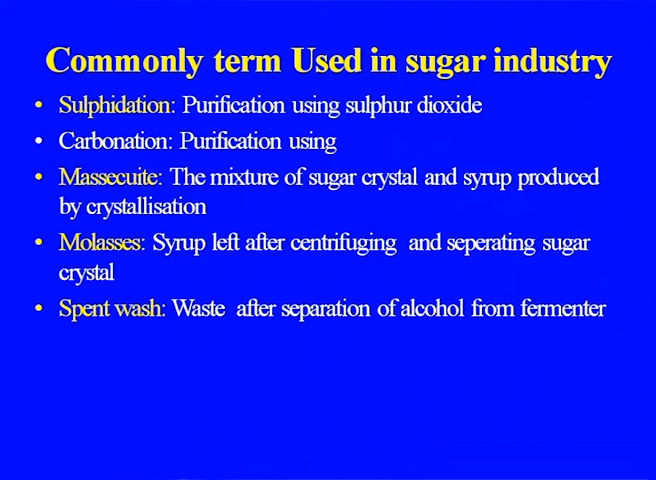 Commonly term Used in sugar industry
• Sulphidation: Purification using sulphur dioxide
• Carbonation: Purification using
• Massecuite: The mixture of sugar crystal and syrup produced
by crystallisation
• Molasses: Syrup left after centrifuging and seperating sugar
crystal
• Spent wash: Waste after separation of alcohol from fermenter